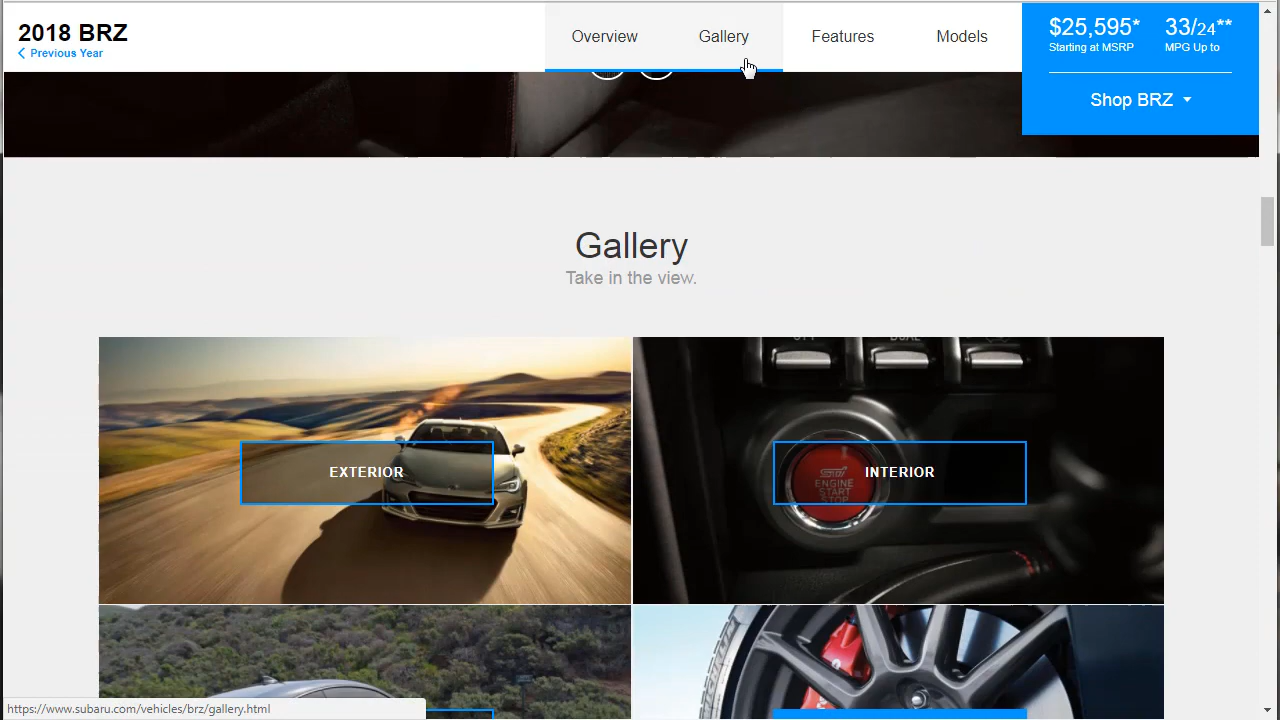 2018 BRZ
Previous Year
Overview
Gallery
Features
Models
$25,595*
Starting at MSRP
33/24**
MPG Up to
Shop BRZ
Gallery
Take in the view.
EXTERIOR
INTERIOR
STI
ENGINE
START
STOP
https://www.subaru.com/vehicles/brz/gallery.html